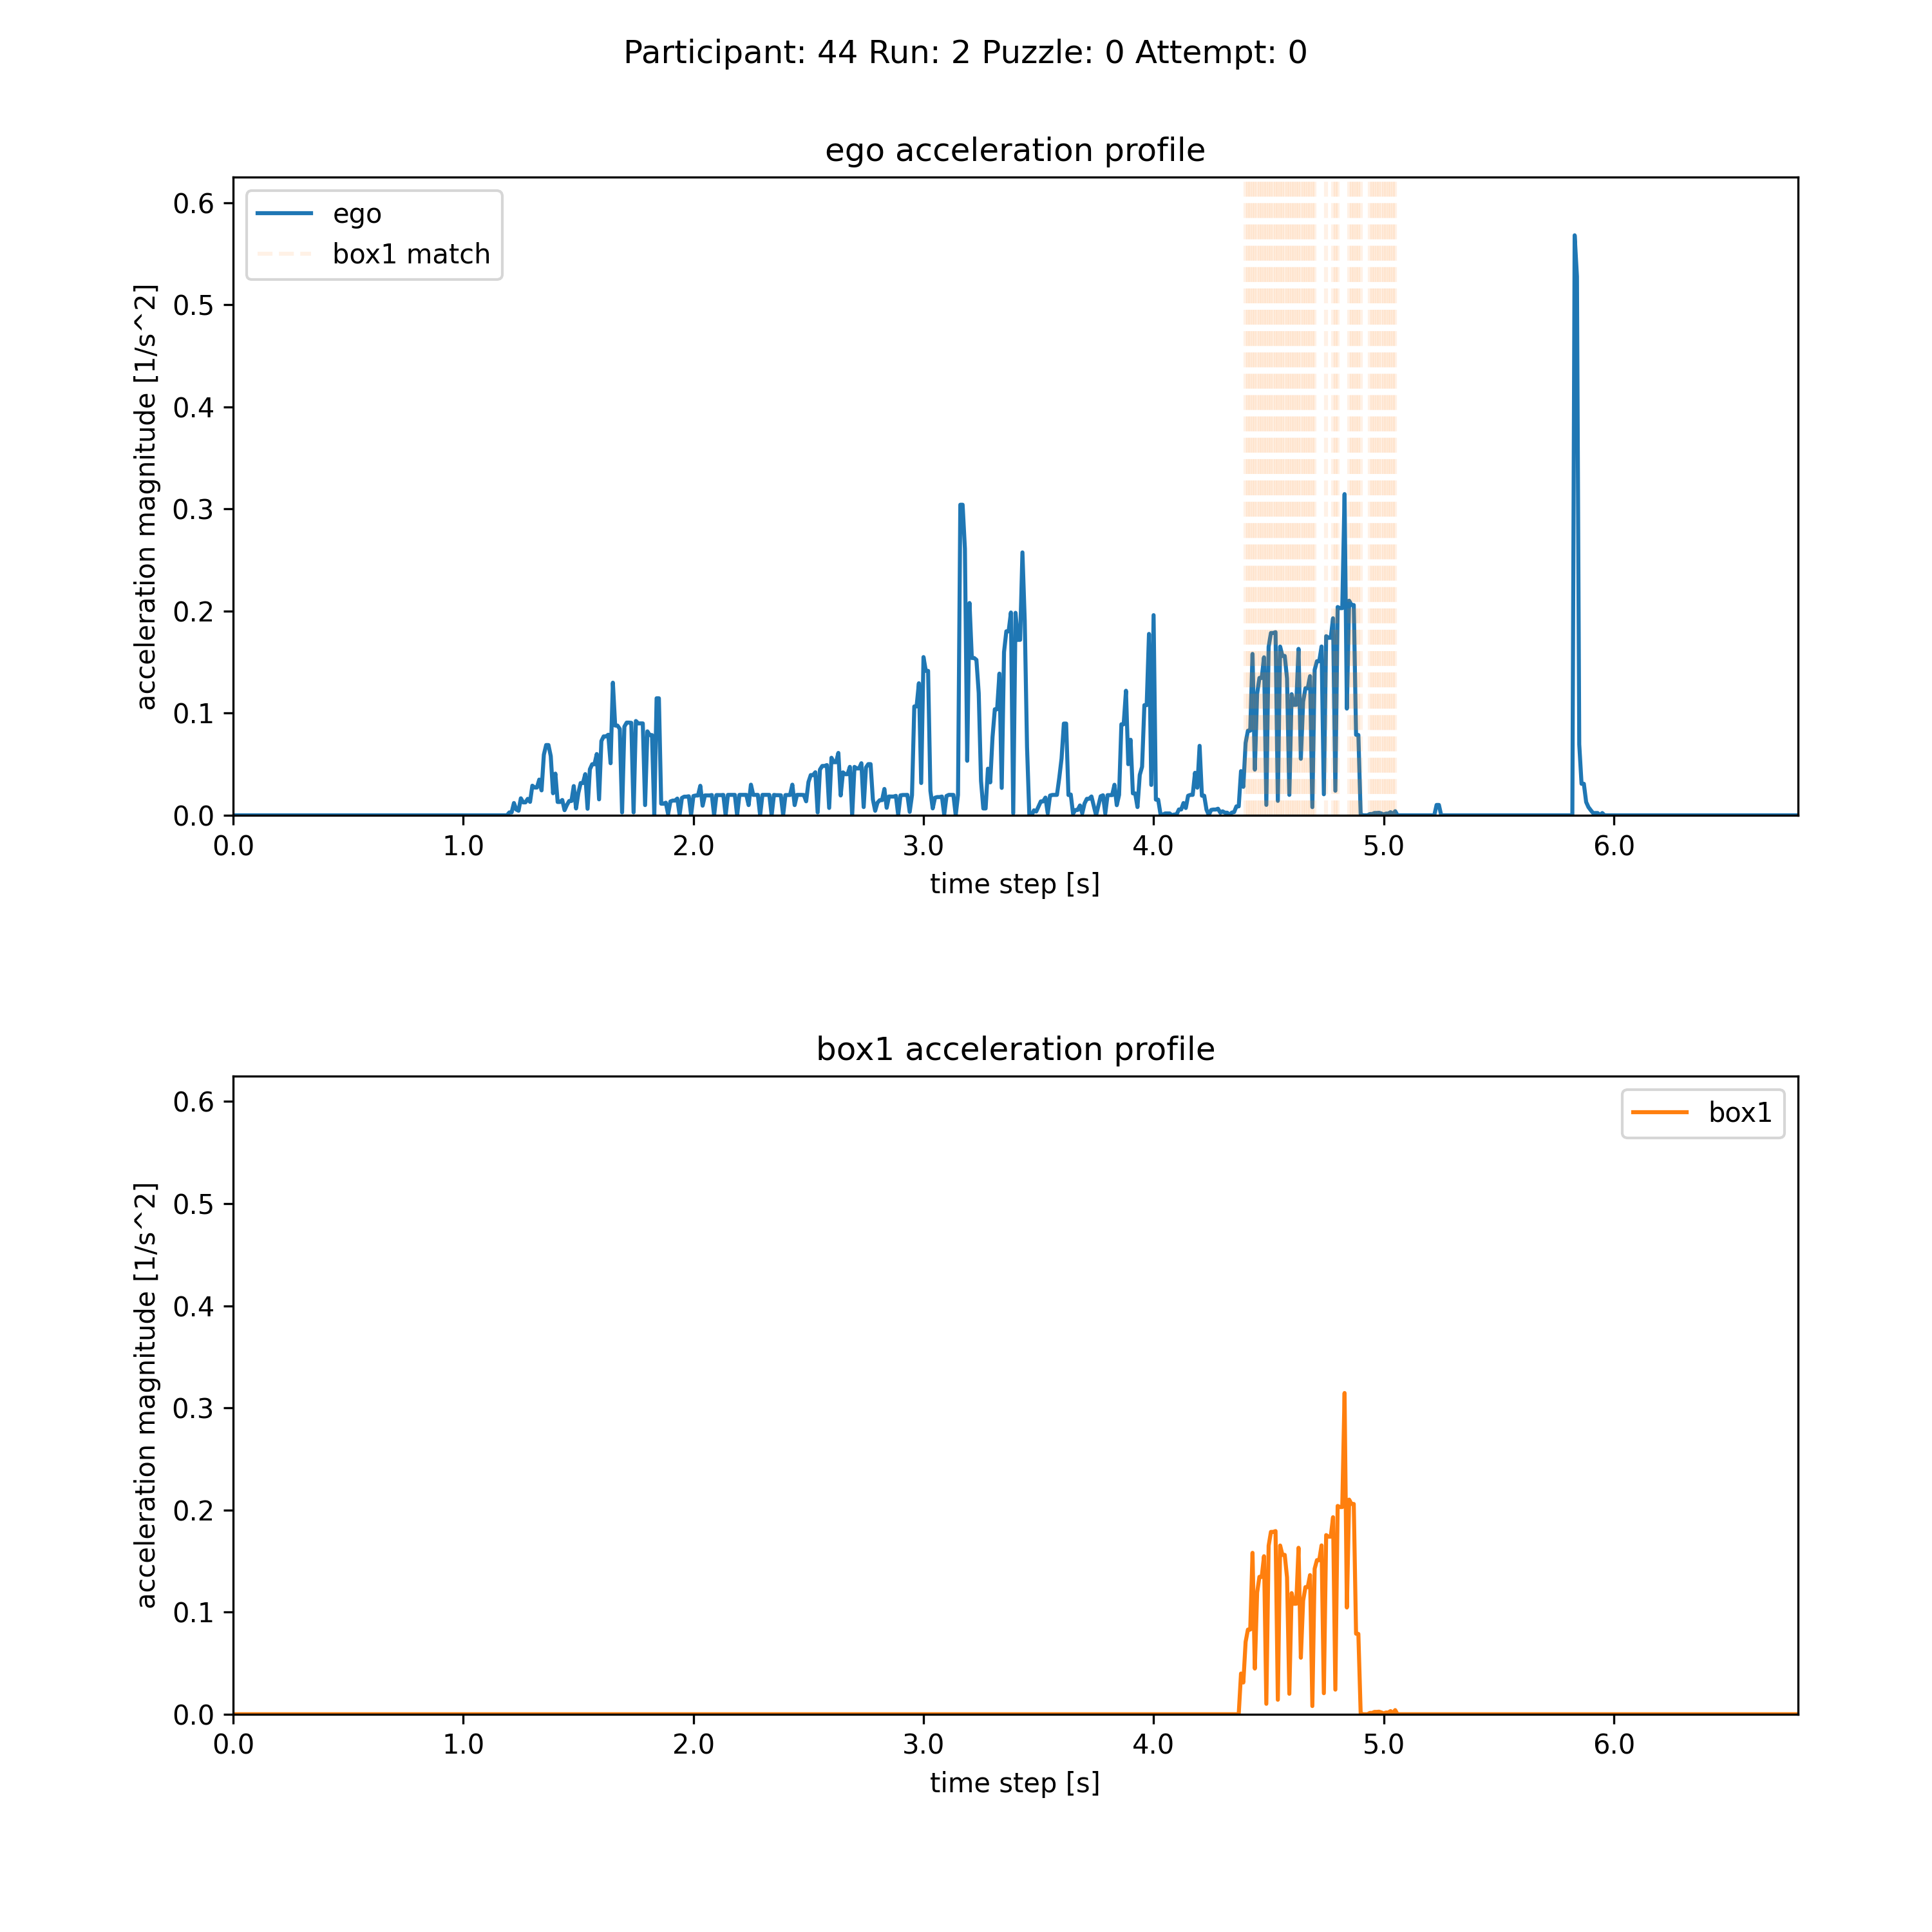 Participant: 44 Run: 2 Puzzle: 0 Attempt: 0
ego acceleration profile
ego
box1 match
acceleration magnitude [1/s^2]
0.6
0.5
0.4
0.3
0.2
0.1
0.0
0.0 1.0 2.0 3.0 4.0 5.0 6.0
time step [s]
box1 acceleration profile
box1
acceleration magnitude [1/s^2]
0.6
0.5
0.4
0.3
0.2
0.1
0.0
0.0 1.0 2.0 3.0 4.0 5.0 6.0
time step [s]